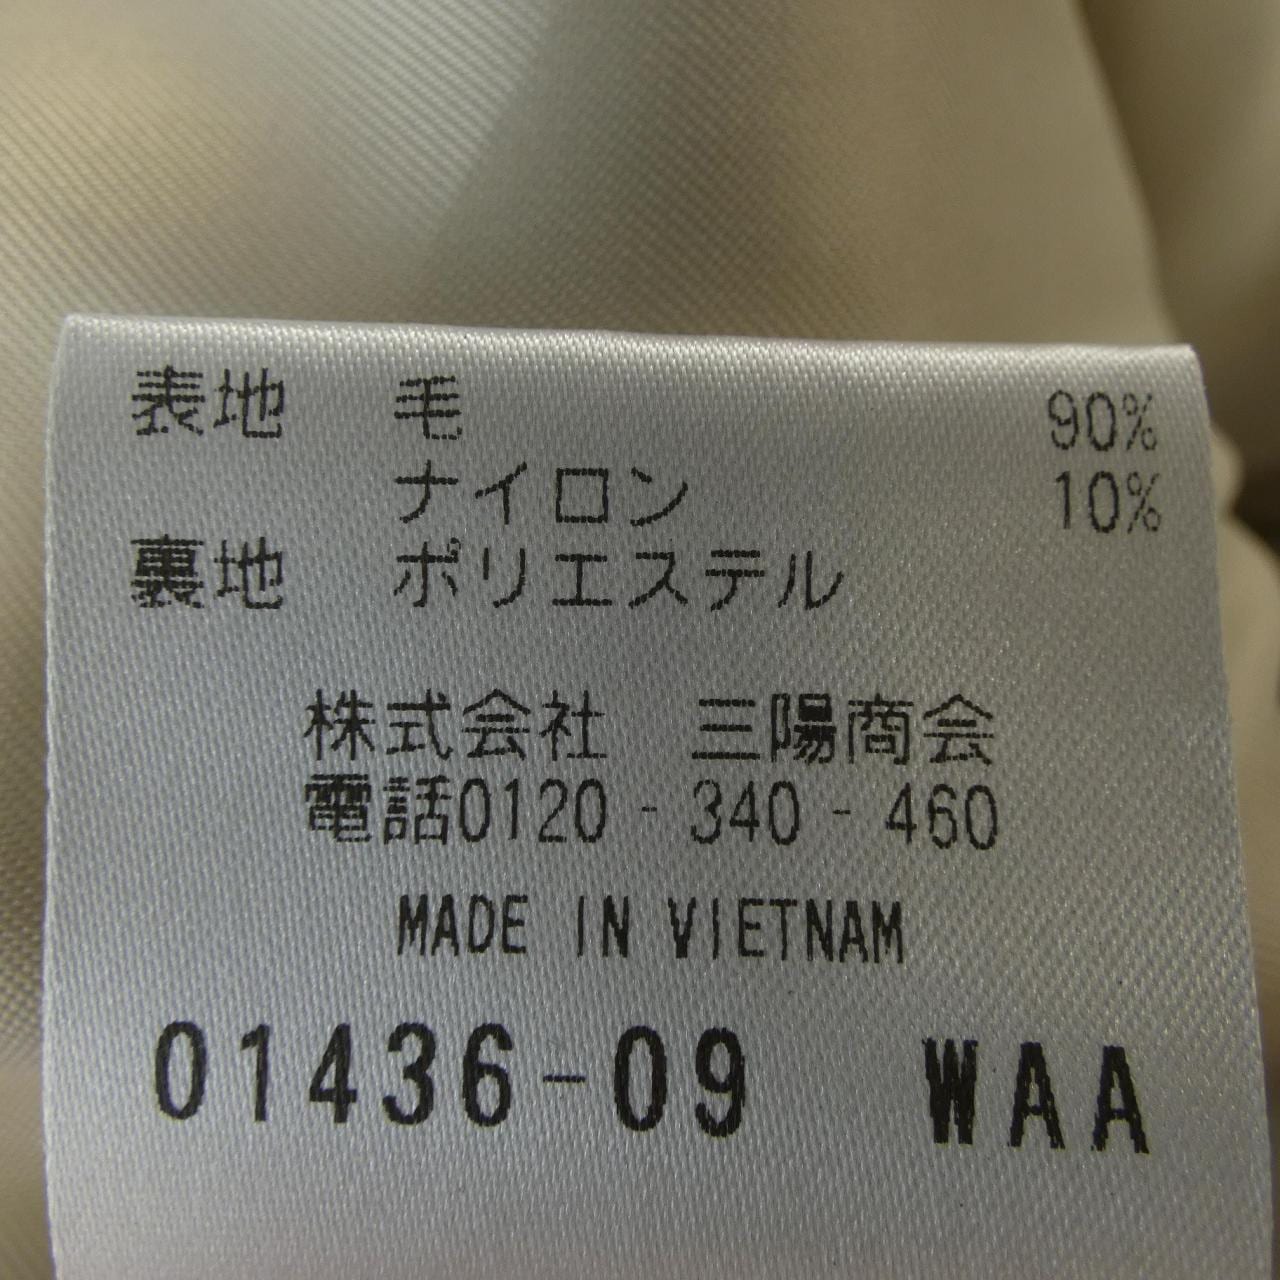 表地 毛 90%
ナイロン 10%
裏地 ポリエステル
株式会社 三陽商会
電話0120-340-460
MADE IN VIETNAM
01436-09 WAA